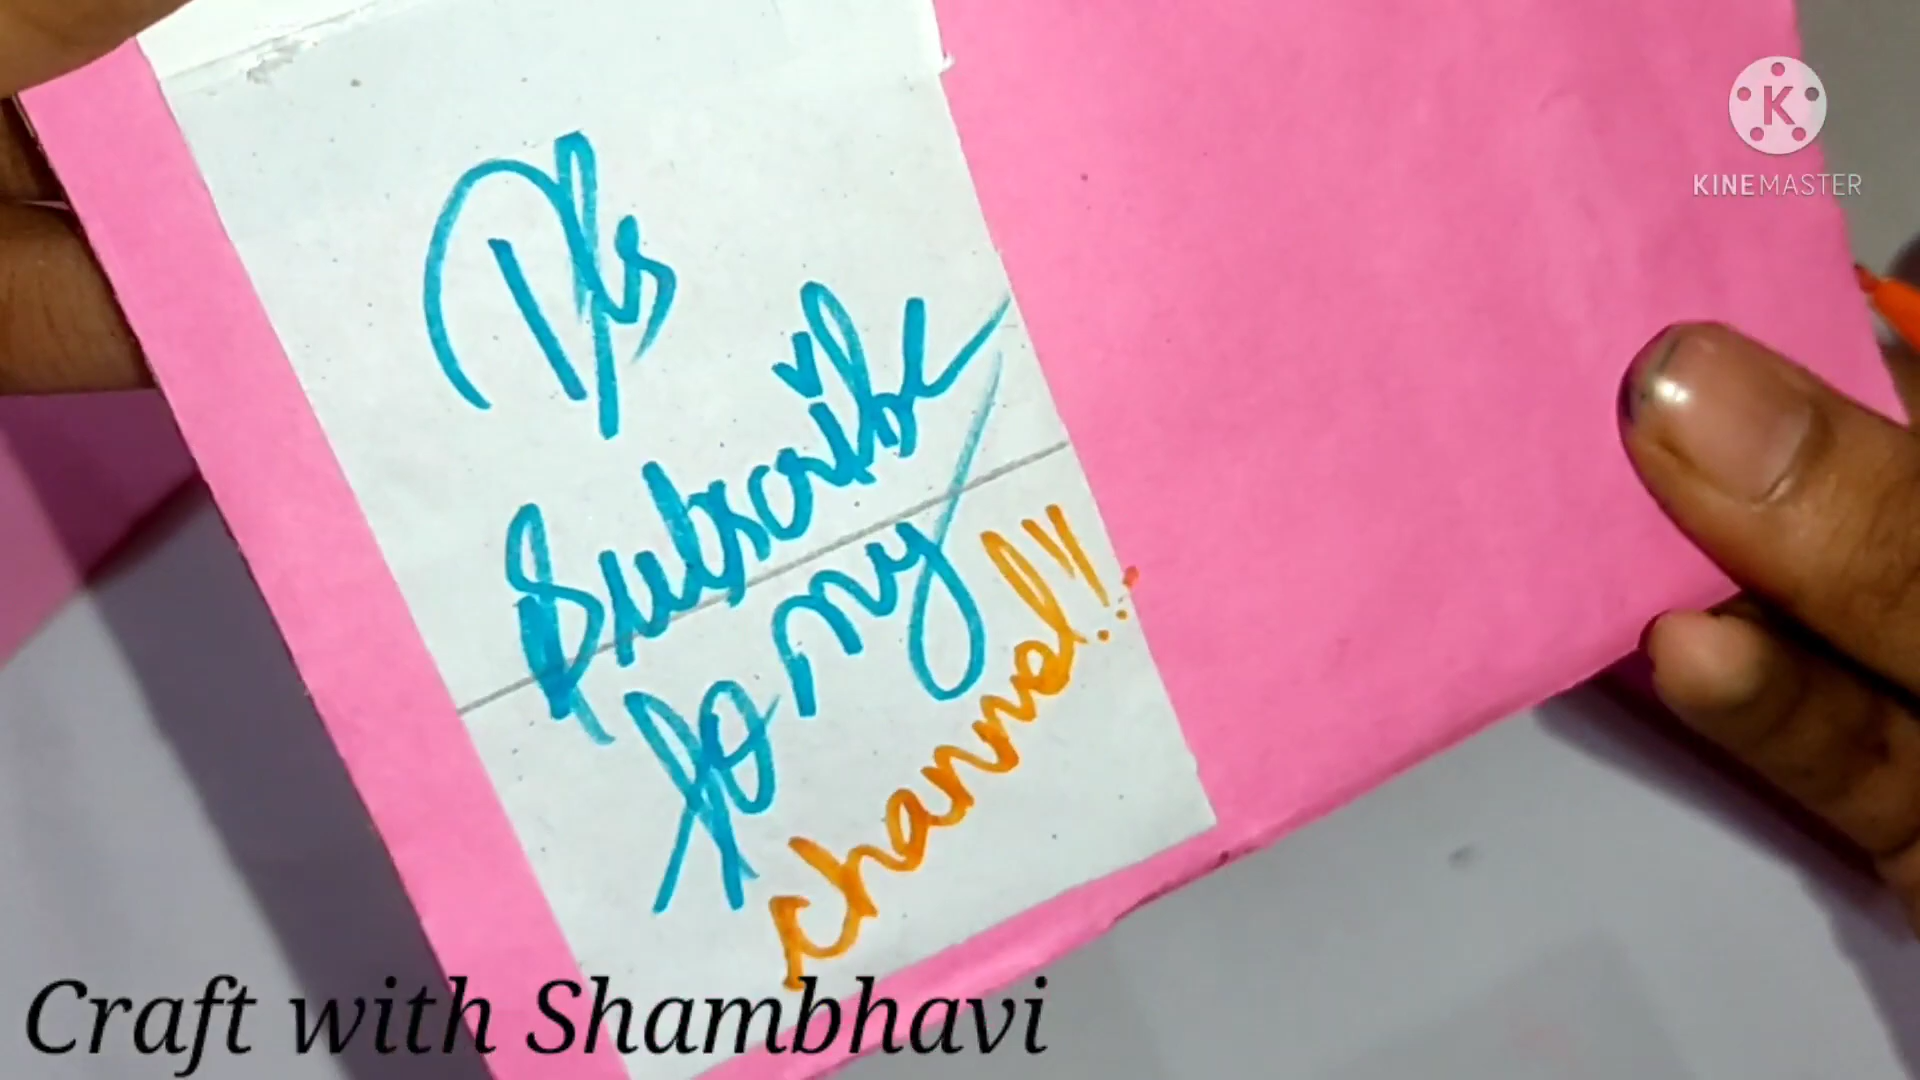 Pls
Subscribe
to my
channel!!
KINEMASTER
Craft with Shambhavi